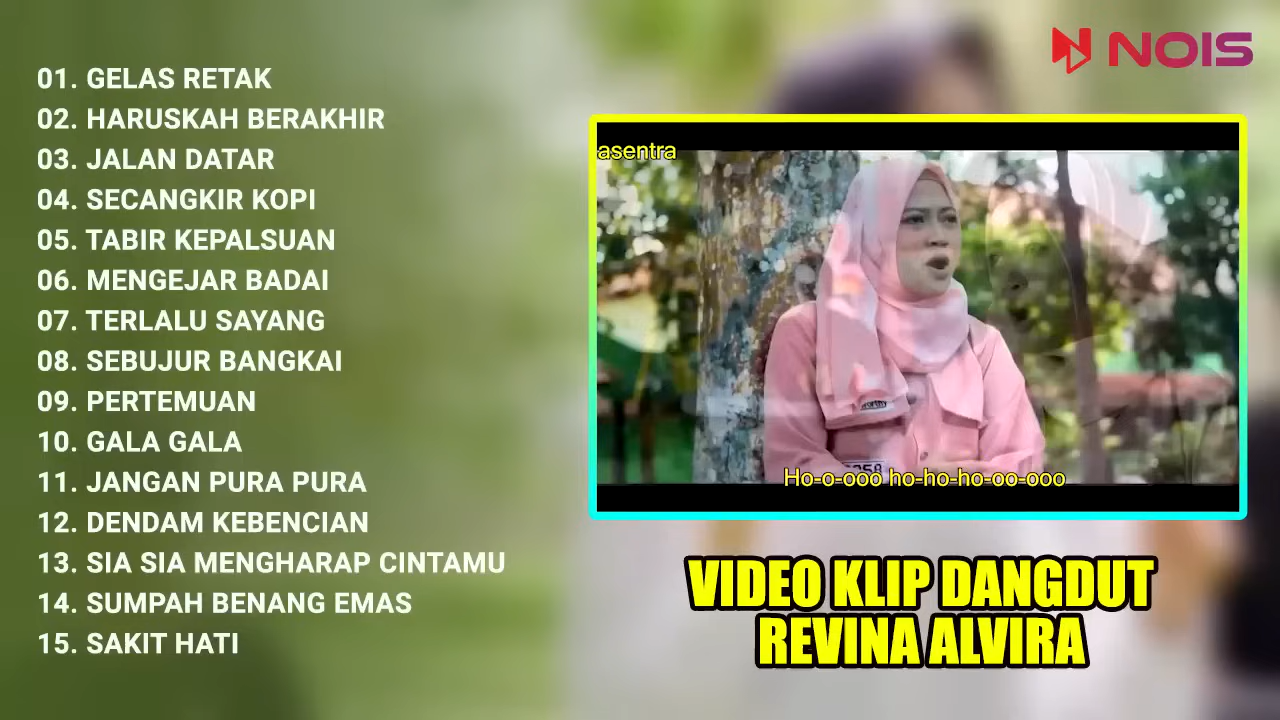 01. GELAS RETAK
02. HARUSKAH BERAKHIR
03. JALAN DATAR
04. SECANGKIR KOPI
05. TABIR KEPALSUAN
06. MENGEJAR BADAI
07. TERLALU SAYANG
08. SEBUJUR BANGKAI
09. PERTEMUAN
10. GALA GALA
11. JANGAN PURA PURA
12. DENDAM KEBENCIAN
13. SIA SIA MENGHARAP CINTAMU
14. SUMPAH BENANG EMAS
15. SAKIT HATI
NOIS
asentra
Ho-o-ooo ho-ho-ho-oo-ooo
VIDEO KLIP DANGDUT
REVINA ALVIRA